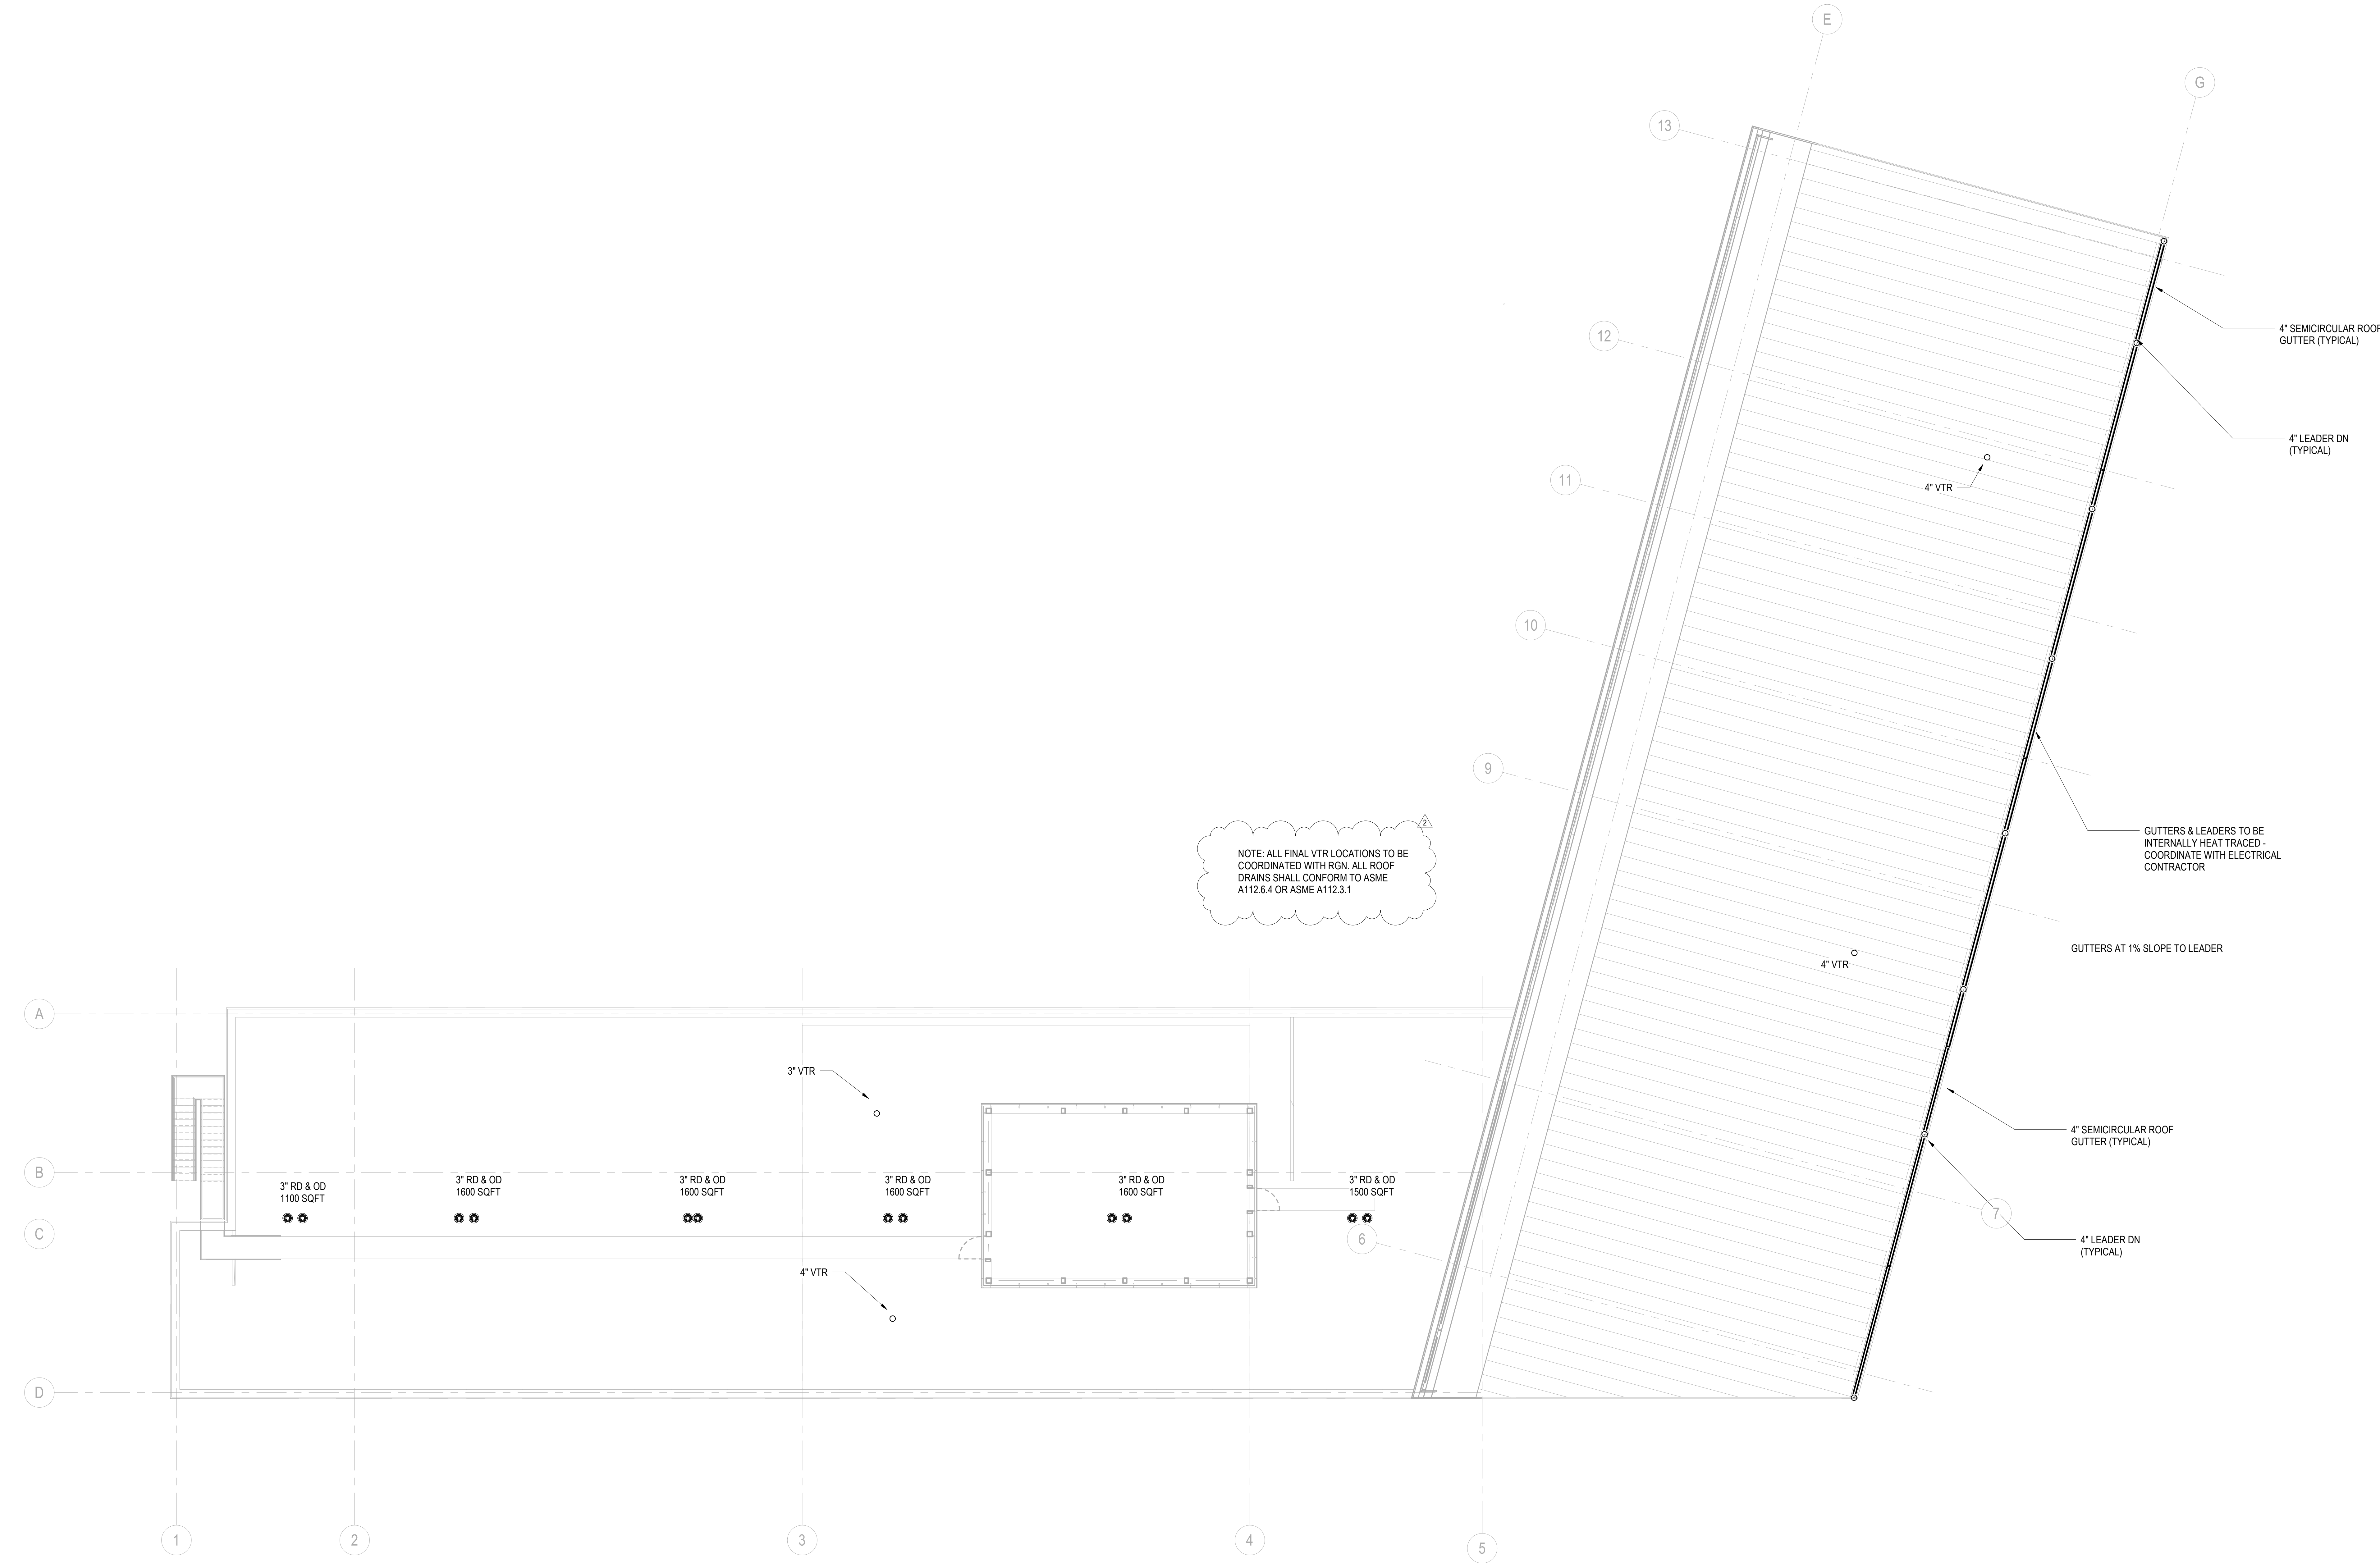 E
G
13
4" SEMICIRCULAR ROOF
GUTTER (TYPICAL)
12
4" LEADER DN
(TYPICAL)
11
4" VTR
10
9
2
NOTE: ALL FINAL VTR LOCATIONS TO BE
COORDINATED WITH RGN. ALL ROOF
DRAINS SHALL CONFORM TO ASME
A112.6.4 OR ASME A112.3.1
GUTTERS & LEADERS TO BE
INTERNALLY HEAT TRACED -
COORDINATE WITH ELECTRICAL
CONTRACTOR
GUTTERS AT 1% SLOPE TO LEADER
4" VTR
A
3" VTR
4" SEMICIRCULAR ROOF
GUTTER (TYPICAL)
B
3" RD & OD
1100 SQFT
3" RD & OD
1600 SQFT
3" RD & OD
1600 SQFT
3" RD & OD
1600 SQFT
3" RD & OD
1600 SQFT
3" RD & OD
1500 SQFT
7
C
6
4" LEADER DN
(TYPICAL)
4" VTR
D
1
2
3
4
5